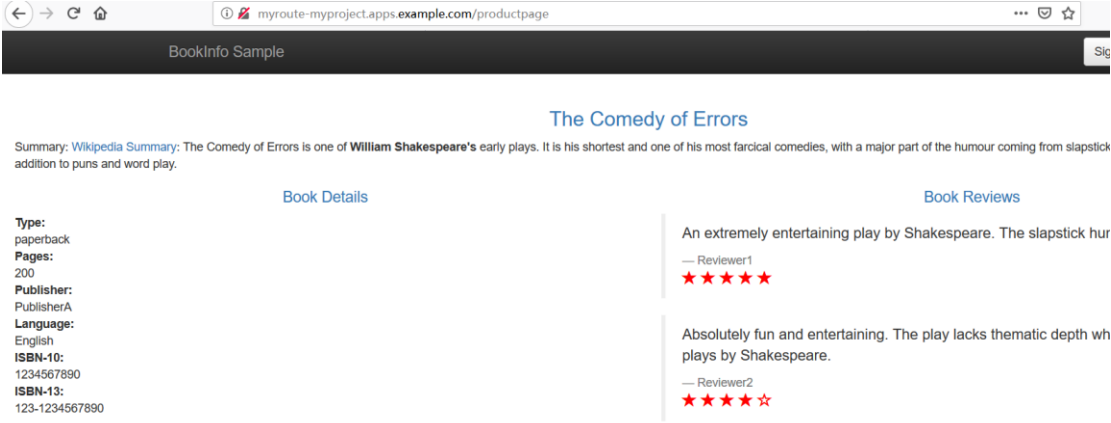 myroute-myproject.apps.example.com/productpage
BookInfo Sample
The Comedy of Errors
Summary: Wikipedia Summary: The Comedy of Errors is one of William Shakespeare's early plays. It is his shortest and one of his most farcical comedies, with a major part of the humour coming from slapstick
addition to puns and word play.
Book Details
Type:
paperback
Pages:
200
Publisher:
PublisherA
Language:
English
ISBN-10:
1234567890
ISBN-13:
123-1234567890
Book Reviews
An extremely entertaining play by Shakespeare. The slapstick
— Reviewer1
Absolutely fun and entertaining. The play lacks thematic depth
plays by Shakespeare.
— Reviewer2